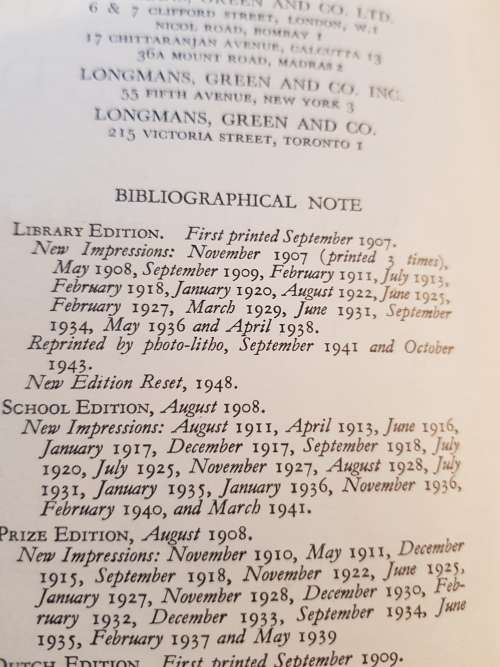 GREEN AND CO. LTD.
6 & 7 CLIFFORD STREET, LONDON, W.1
NICOL ROAD, BOMBAY 1
17 CHITTARANJAN AVENUE, CALCUTTA 13
36A MOUNT ROAD, MADRAS 2
LONGMANS, GREEN AND CO. INC.
55 FIFTH AVENUE, NEW YORK 3
LONGMANS, GREEN AND CO.
215 VICTORIA STREET, TORONTO 1
BIBLIOGRAPHICAL NOTE
LIBRARY EDITION. First printed September 1907.
New Impressions: November 1907 (printed 3 times),
May 1908, September 1909, February 1911, July 1913,
February 1918, January 1920, August 1922, June 1925,
February 1927, March 1929, June 1931, September
1934, May 1936 and April 1938.
Reprinted by photo-litho, September 1941 and October
1943.
New Edition Reset, 1948.
SCHOOL EDITION, August 1908.
New Impressions: August 1911, April 1913, June 1916,
January 1917, December 1917, September 1918, July
1920, July 1925, November 1927, August 1928, July
1931, January 1935, January 1936, November 1936,
February 1940, and March 1941.
PRIZE EDITION, August 1908.
New Impressions: November 1910, May 1911, December
1915, September 1918, November 1922, June 1925,
January 1927, November 1928, December 1930, Feb-
ruary 1932, December 1933, September 1934, June
1935, February 1937 and May 1939
DUTCH EDITION. First printed September 1909.